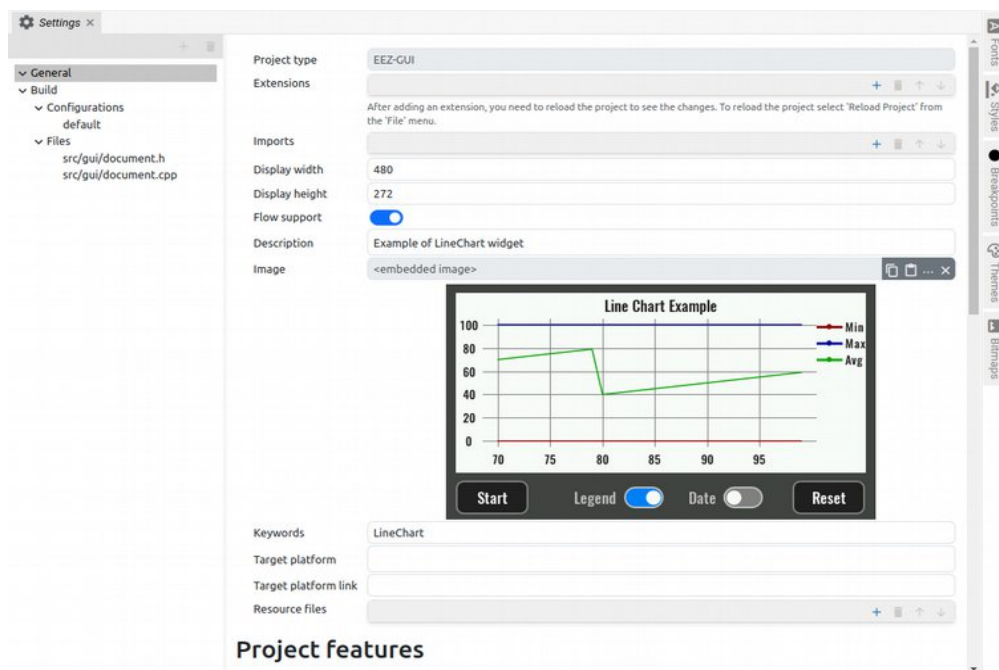 Settings ×
General
Build
Configurations
default
Files
src/gui/document.h
src/gui/document.cpp
Project type EEZ-GUI
Extensions
After adding an extension, you need to reload the project to see the changes. To reload the project select 'Reload Project' from
the 'File' menu.
Imports
Display width 480
Display height 272
Flow support
Description Example of LineChart widget
Image <embedded image>
Line Chart Example
100
80
60
40
20
0
70 75 80 85 90 95
Min
Max
Avg
Start Legend Date Reset
Keywords LineChart
Target platform
Target platform link
Resource files
Project features
Fonts
Styles
Breakpoints
Themes
Bitmaps